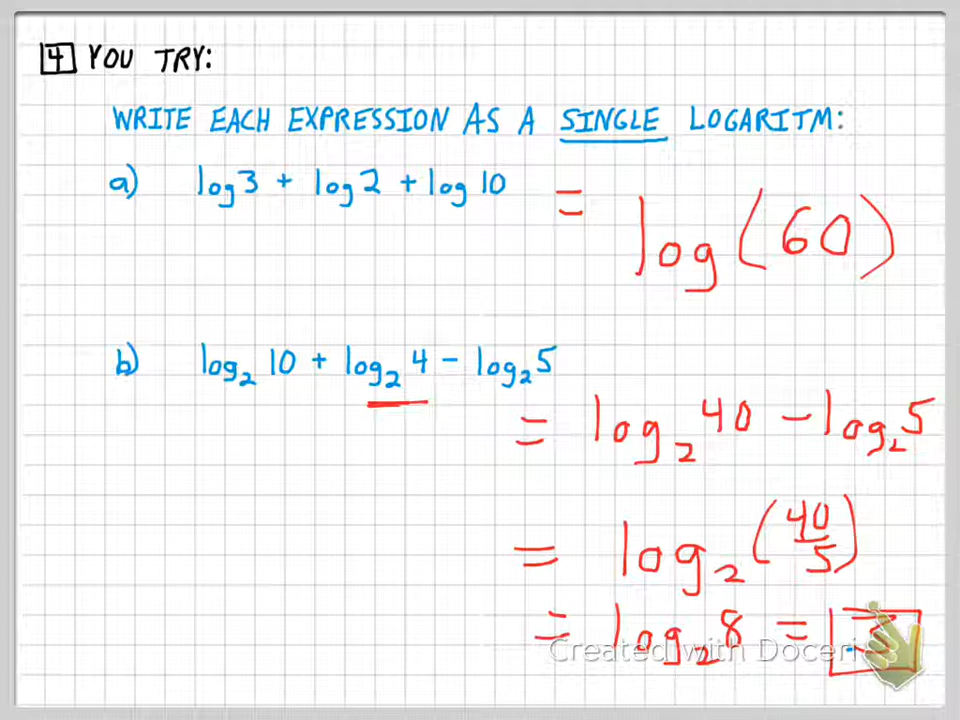 4 YOU TRY:
WRITE EACH EXPRESSION AS A SINGLE LOGARITM:
a) log 3 + log 2 + log 10 = log (60)
b) log₂ 10 + log₂ 4 − log₂ 5
= log₂ 40 − log₂ 5
= log₂ (40/5)
= log₂ 8 = 3
Created with Doceri